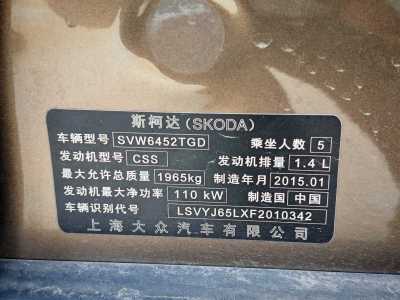 斯柯达(SKODA)
车辆型号 SVW6452TGD 乘坐人数 5
发动机型号 CSS 发动机排量 1.4 L
最大允许总质量 1965kg 制造年月 2015.01
发动机最大净功率 110 kW 制造国 中国
车辆识别代号 LSVYJ65LXF2010342
上海大众汽车有限公司